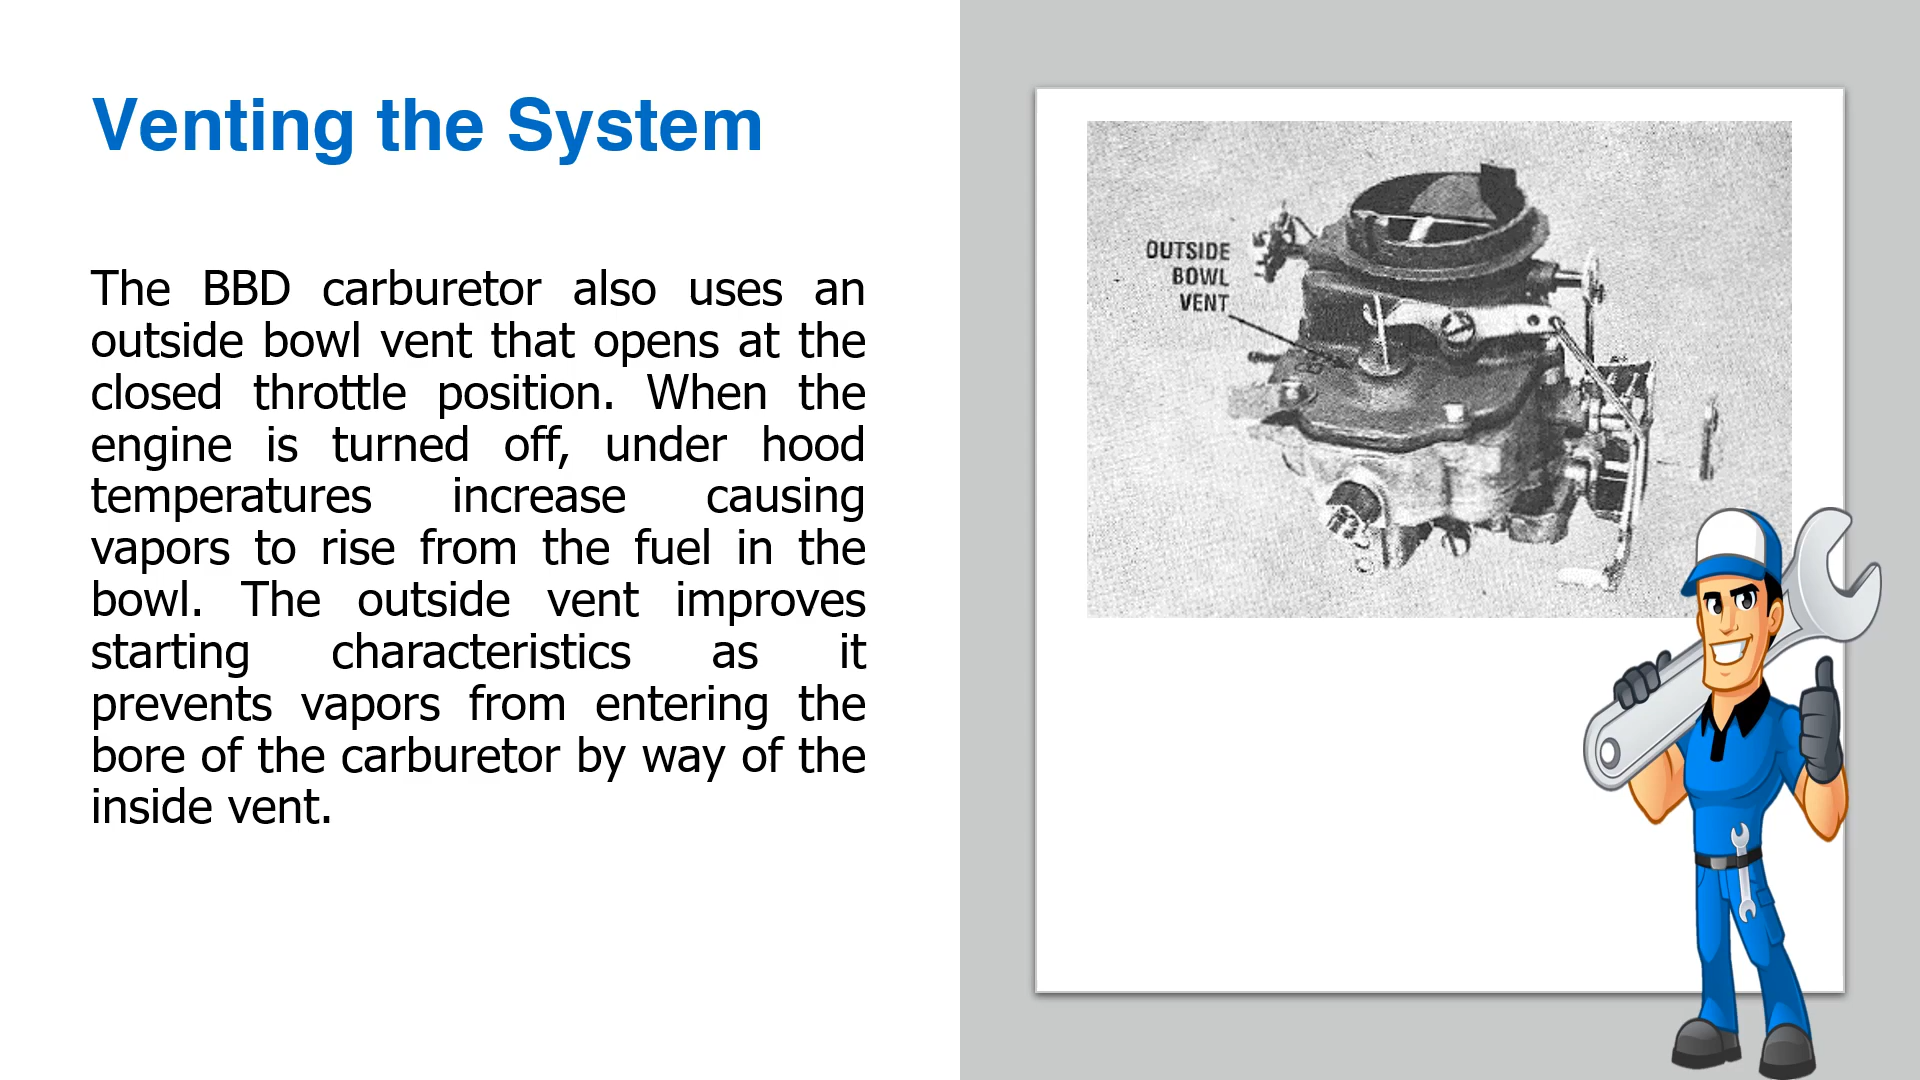 Venting the System
The BBD carburetor also uses an
outside bowl vent that opens at the
closed throttle position. When the
engine is turned off, under hood
temperatures increase causing
vapors to rise from the fuel in the
bowl. The outside vent improves
starting characteristics as it
prevents vapors from entering the
bore of the carburetor by way of the
inside vent.
OUTSIDE
BOWL
VENT